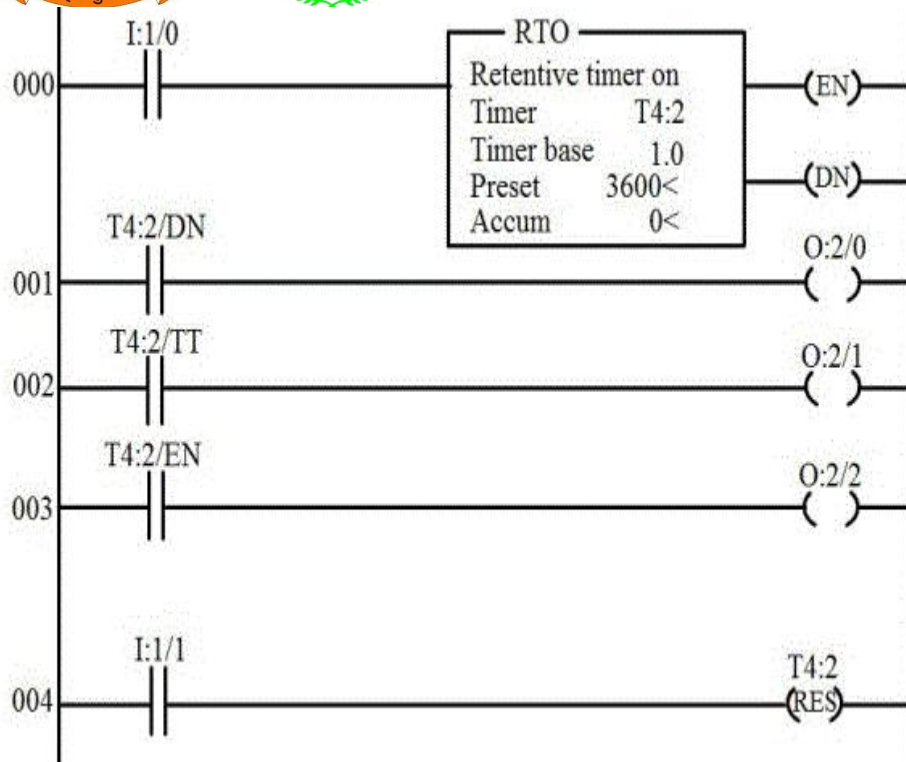 I:1/0
RTO
000
Retentive timer on
(EN)
Timer T4:2
Timer base 1.0
Preset 3600<
(DN)
Accum 0<
T4:2/DN
O:2/0
001
T4:2/TT
O:2/1
002
T4:2/EN
O:2/2
003
I:1/1
T4:2
004
(RES)